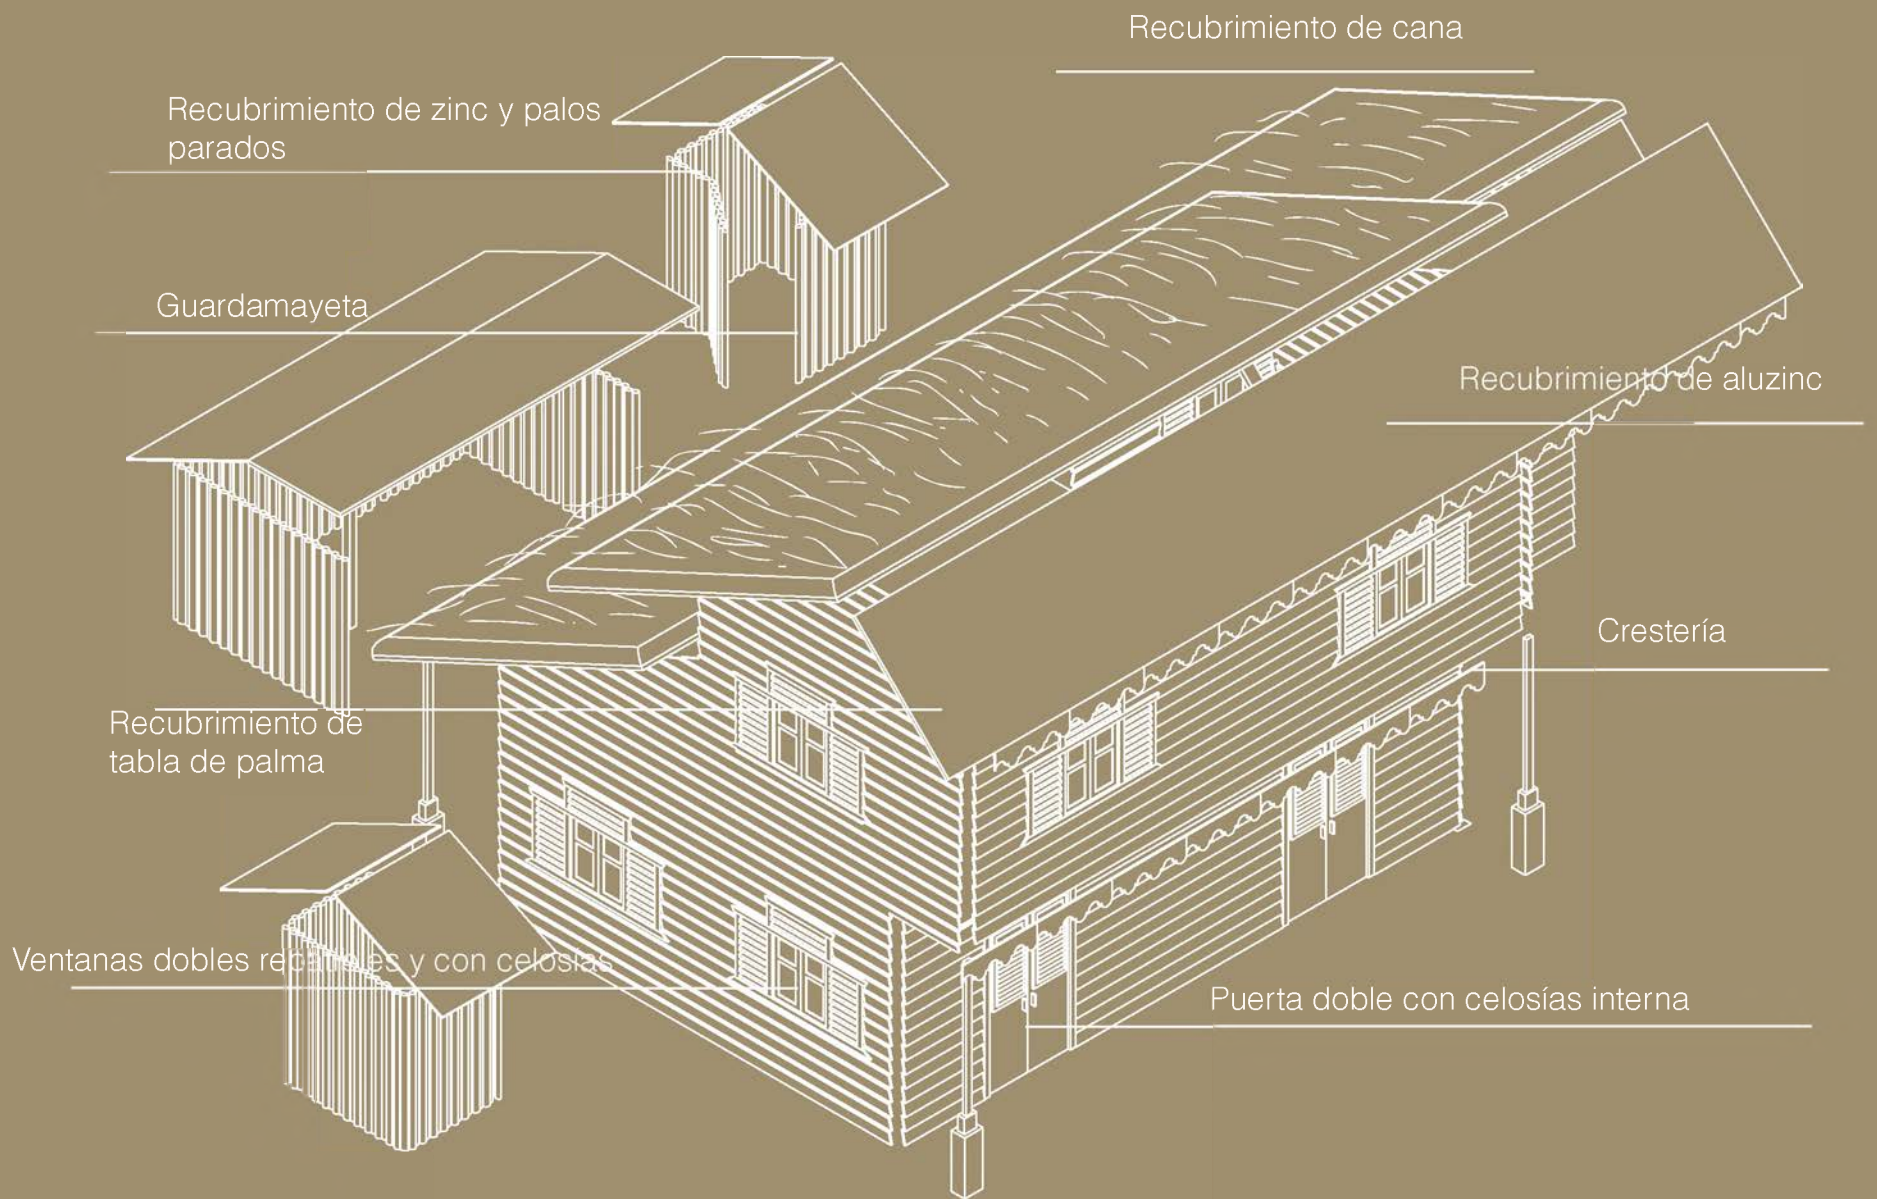 Recubrimiento de cana
Recubrimiento de zinc y palos
parados
Guardamayeta
Recubrimiento de aluzinc
Crestería
Recubrimiento de
tabla de palma
Ventanas dobles rebatibles y con celosías
Puerta doble con celosías interna